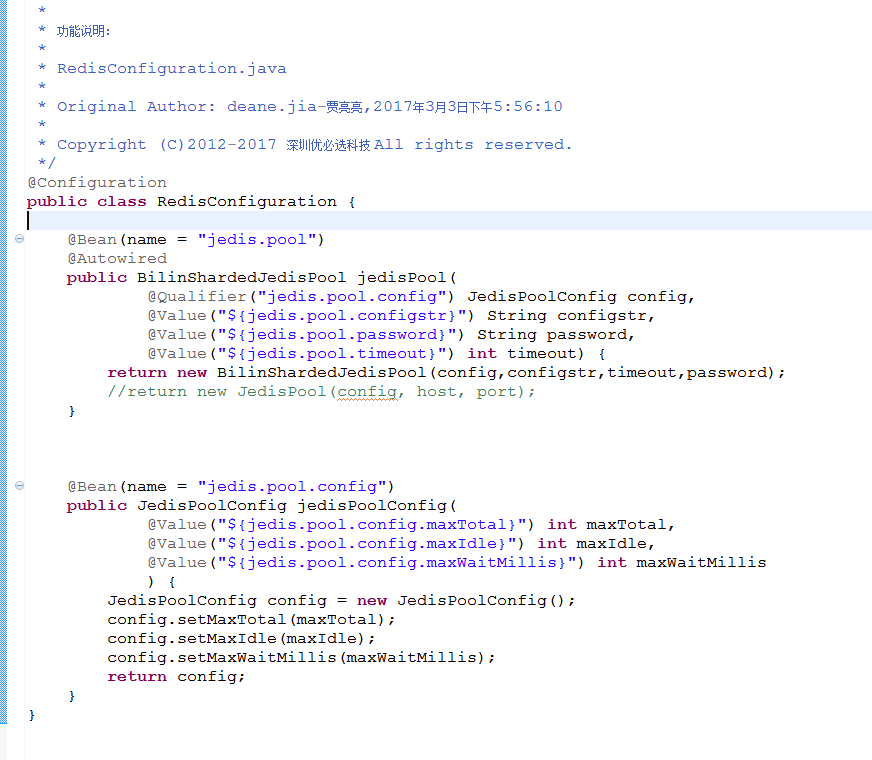 *
* 功能说明:
*
* RedisConfiguration.java
*
* Original Author: deane.jia-贾亮亮,2017年3月3日下午5:56:10
*
* Copyright (C)2012-2017 深圳优必选科技 All rights reserved.
*/
@Configuration
public class RedisConfiguration {
@Bean(name = "jedis.pool")
@Autowired
public BilinShardedJedisPool jedisPool(
@Qualifier("jedis.pool.config") JedisPoolConfig config,
@Value("${jedis.pool.configstr}") String configstr,
@Value("${jedis.pool.password}") String password,
@Value("${jedis.pool.timeout}") int timeout) {
return new BilinShardedJedisPool(config,configstr,timeout,password);
//return new JedisPool(config, host, port);
}
@Bean(name = "jedis.pool.config")
public JedisPoolConfig jedisPoolConfig(
@Value("${jedis.pool.config.maxTotal}") int maxTotal,
@Value("${jedis.pool.config.maxIdle}") int maxIdle,
@Value("${jedis.pool.config.maxWaitMillis}") int maxWaitMillis
) {
JedisPoolConfig config = new JedisPoolConfig();
config.setMaxTotal(maxTotal);
config.setMaxIdle(maxIdle);
config.setMaxWaitMillis(maxWaitMillis);
return config;
}
}